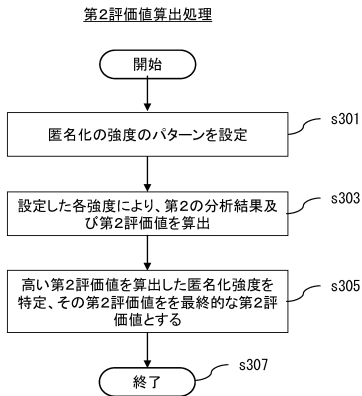 第2評価値算出処理
開始
s301
匿名化の強度のパターンを設定
s303
設定した各強度により、第2の分析結果及
び第2評価値を算出
s305
高い第2評価値を算出した匿名化強度を
特定、その第2評価値をを最終的な第2評
価値とする
s307
終了